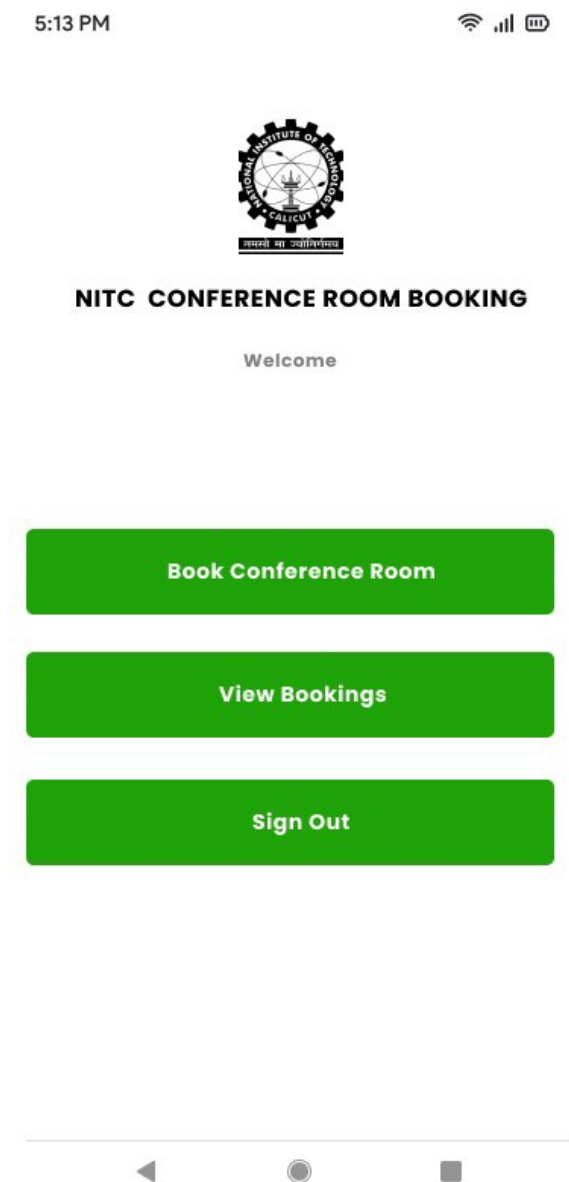 5:13 PM
NATIONAL INSTITUTE OF TECHNOLOGY
CALICUT
तमसो मा ज्योतिर्गमय
NITC CONFERENCE ROOM BOOKING
Welcome
Book Conference Room
View Bookings
Sign Out